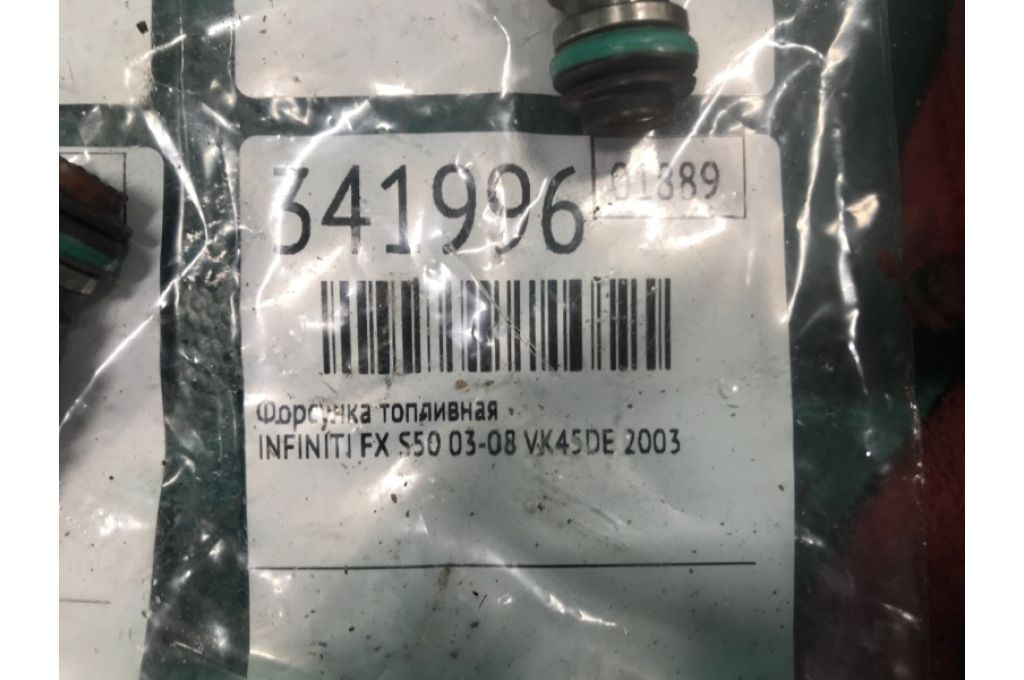 341996
01889
Форсунка топливная
INFINITI FX S50 03-08 VK45DE 2003